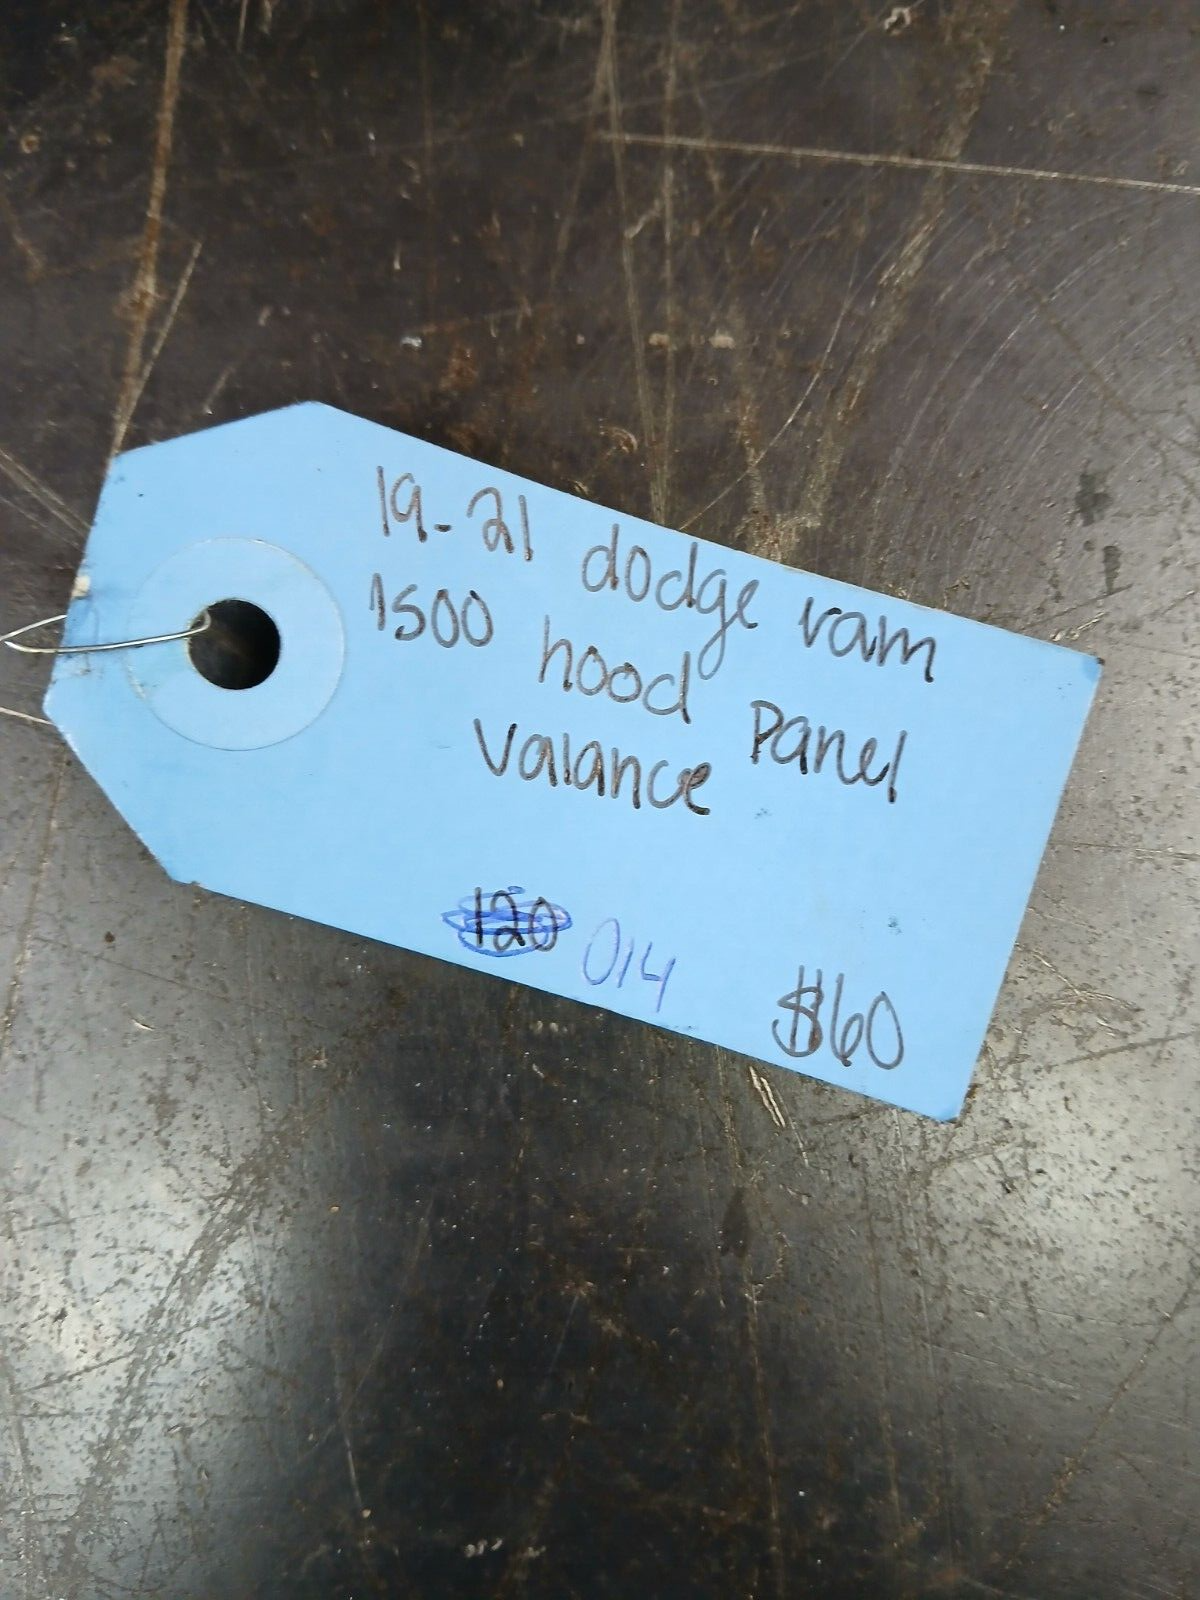 19-21 dodge ram
1500 hood Panel
Valance
120 014
$60